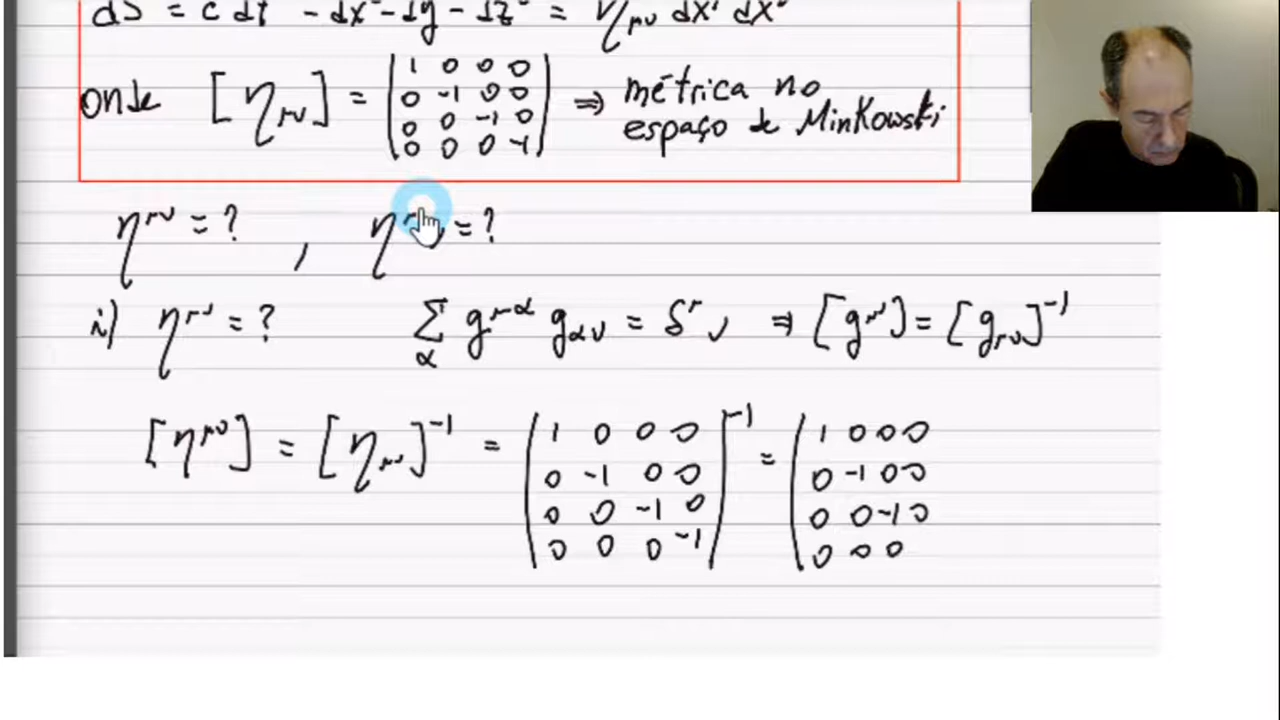 dS² = c²dt² - dx² - dy² - dz² = η_μν dx^μ dx^ν
onde [η_μν] = | 1 0 0 0 | ⇒ métrica no
| 0 -1 0 0 | espaço de Minkowski
| 0 0 -1 0 |
| 0 0 0 -1 |
η^μν = ? , η^μ_ν = ?
i) η^μν = ? Σ_α g^μα g_αν = δ^μ_ν ⇒ [g^μν] = [g_μν]^-1
[η^μν] = [η_μν]^-1 = | 1 0 0 0 |^-1 = | 1 0 0 0
| 0 -1 0 0 | | 0 -1 0 0
| 0 0 -1 0 | | 0 0 -1 0
| 0 0 0 -1 | | 0 0 0